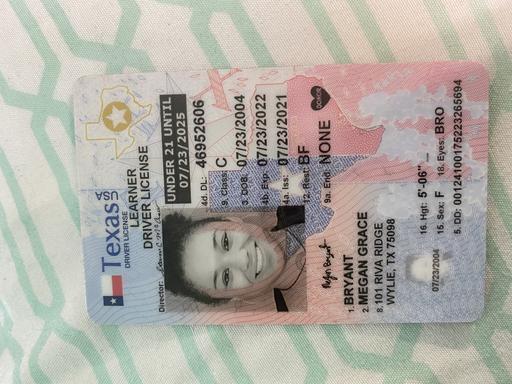 Texas
USA
DRIVER LICENSE
LEARNER
DRIVER LICENSE
UNDER 21 UNTIL
07/23/2025
4d. DL: 46952606
9. Class: C
3. DOB: 07/23/2004
4b. Exp: 07/23/2022
4a. Iss: 07/23/2021
12. Rest: BF
9a. End: NONE
DONOR
Director:
1. BRYANT
2. MEGAN GRACE
8. 101 RIVA RIDGE
WYLIE, TX 75098
16. Hgt: 5'-06"
15. Sex: F 18. Eyes: BRO
07/23/2004
5. DD: 00124100175223265694